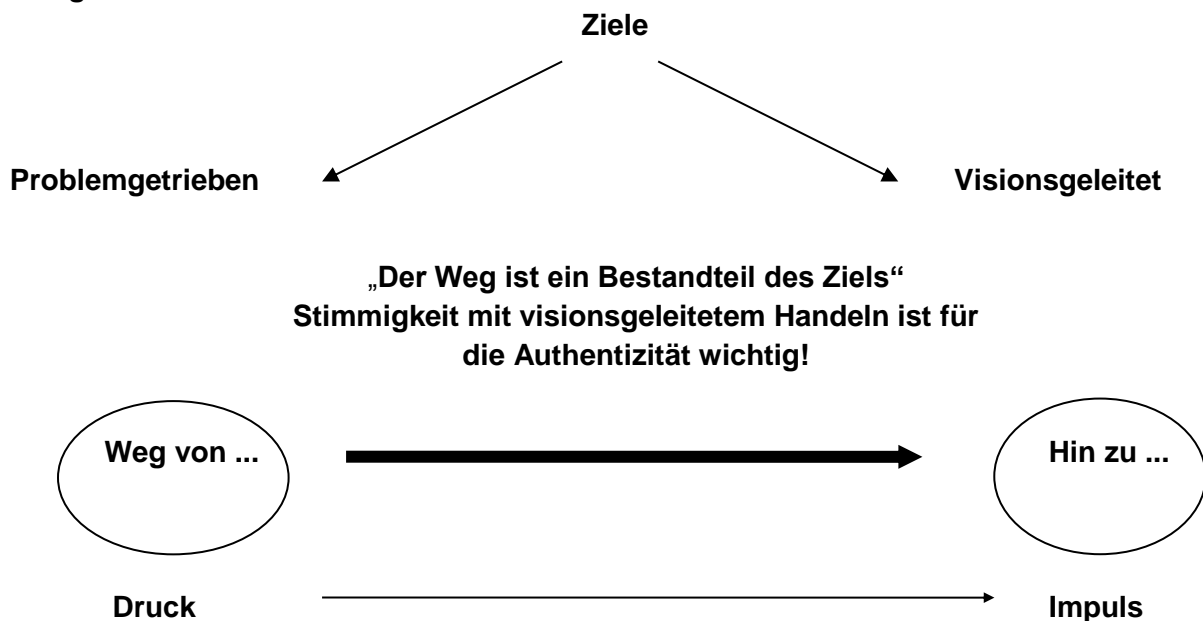 Ziele
Problemgetrieben Visionsgeleitet
„Der Weg ist ein Bestandteil des Ziels“
Stimmigkeit mit visionsgeleitetem Handeln ist für
die Authentizität wichtig!
Weg von ... Hin zu ...
Druck Impuls